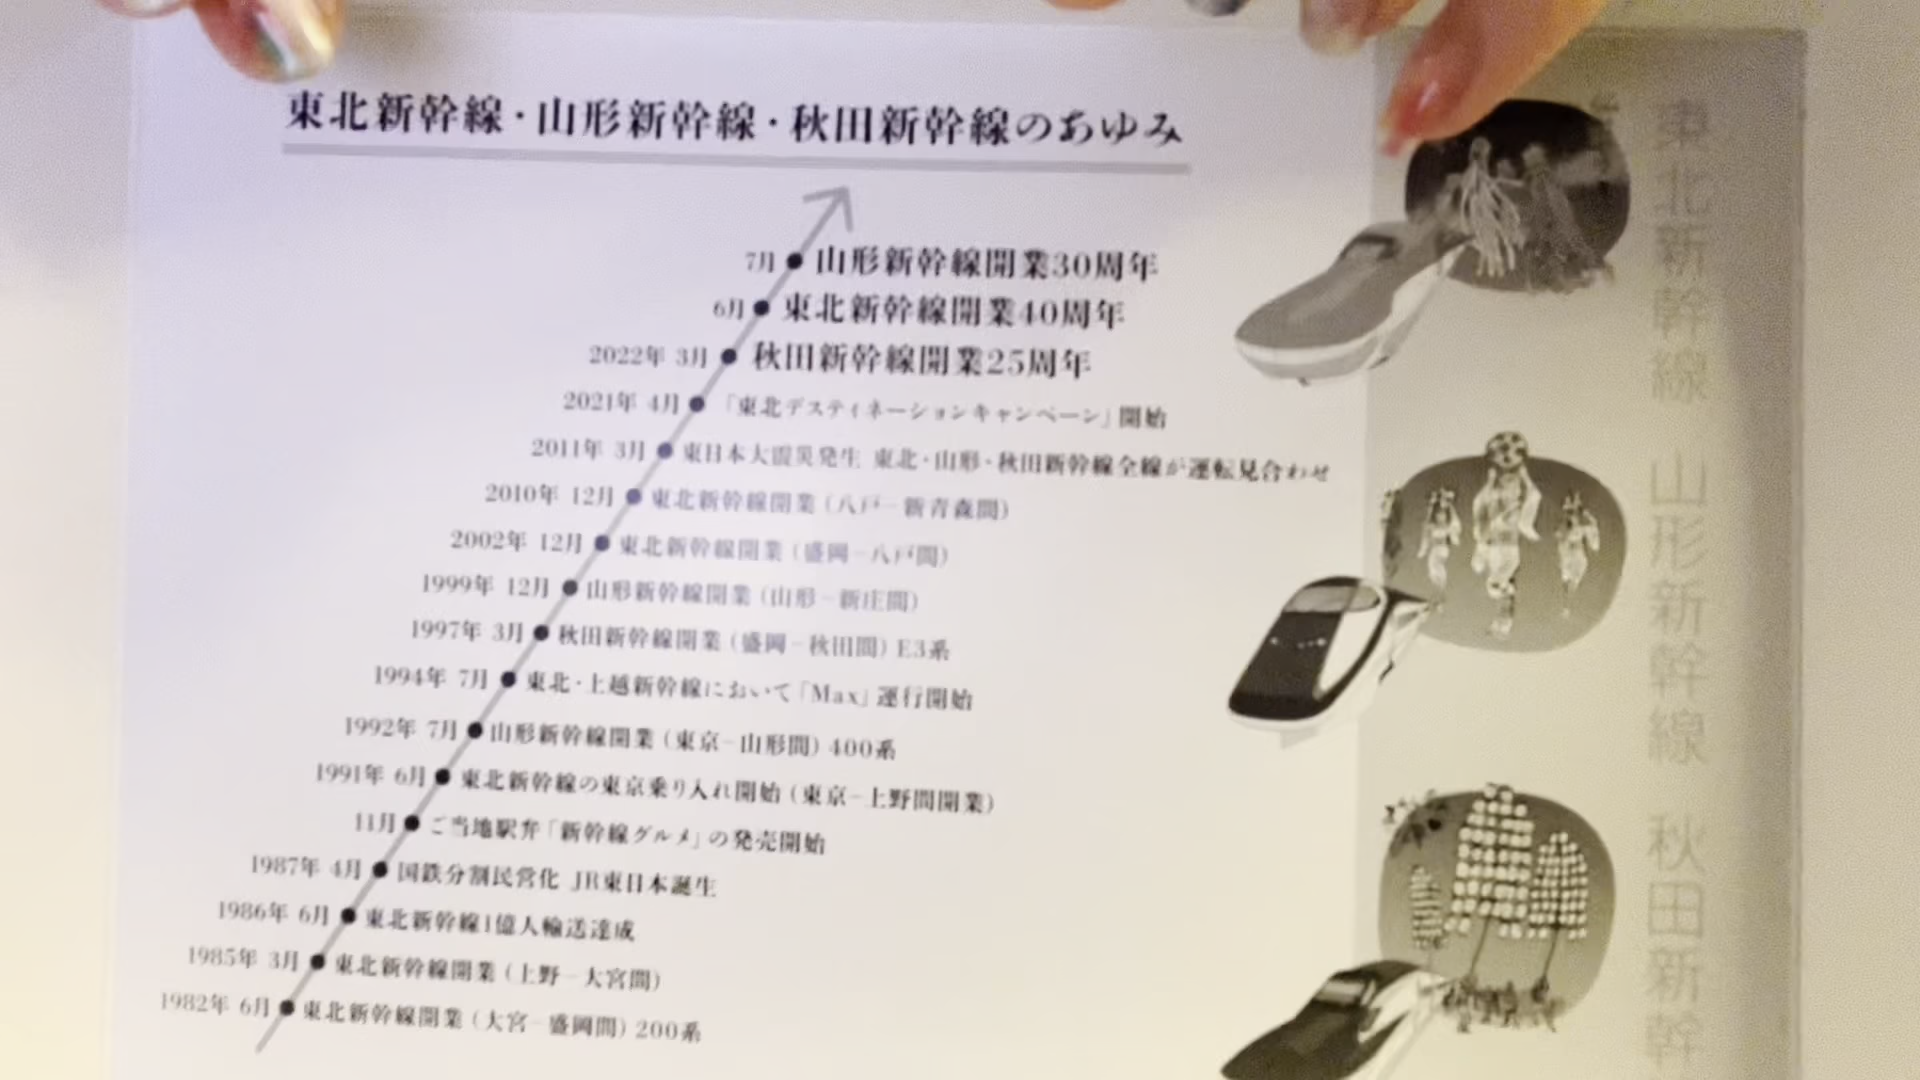 東北新幹線・山形新幹線・秋田新幹線のあゆみ
7月 ● 山形新幹線開業30周年
6月 ● 東北新幹線開業40周年
2022年 3月 ● 秋田新幹線開業25周年
2021年 4月 ● 「東北デスティネーションキャンペーン」開始
2011年 3月 ● 東日本大震災発生 東北・山形・秋田新幹線全線が運転見合わせ
2010年 12月 ● 東北新幹線開業(八戸−新青森間)
2002年 12月 ● 東北新幹線開業(盛岡−八戸間)
1999年 12月 ● 山形新幹線開業(山形−新庄間)
1997年 3月 ● 秋田新幹線開業(盛岡−秋田間) E3系
1994年 7月 ● 東北・上越新幹線において「Max」運行開始
1992年 7月 ● 山形新幹線開業(東京−山形間) 400系
1991年 6月 ● 東北新幹線の東京乗り入れ開始(東京−上野間開業)
11月 ● ご当地駅弁「新幹線グルメ」の発売開始
1987年 4月 ● 国鉄分割民営化 JR東日本誕生
1986年 6月 ● 東北新幹線1億人輸送達成
1985年 3月 ● 東北新幹線開業(上野−大宮間)
1982年 6月 ● 東北新幹線開業(大宮−盛岡間) 200系
東北新幹線 山形新幹線 秋田新幹